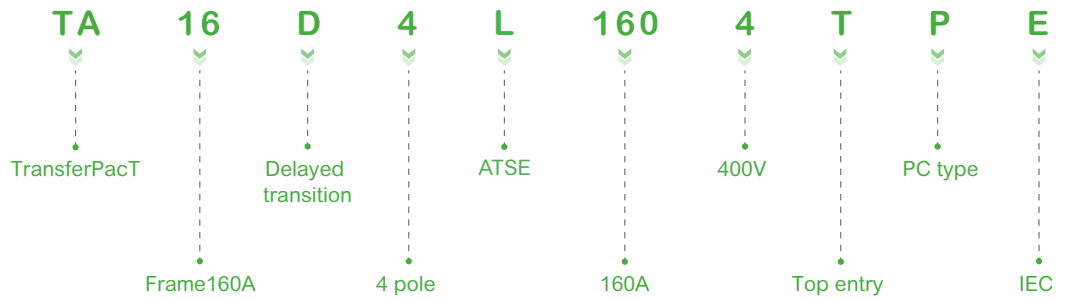 TA 16 D 4 L 160 4 T P E
TransferPacT Delayed ATSE 400V PC type
transition
Frame160A 4 pole 160A Top entry IEC